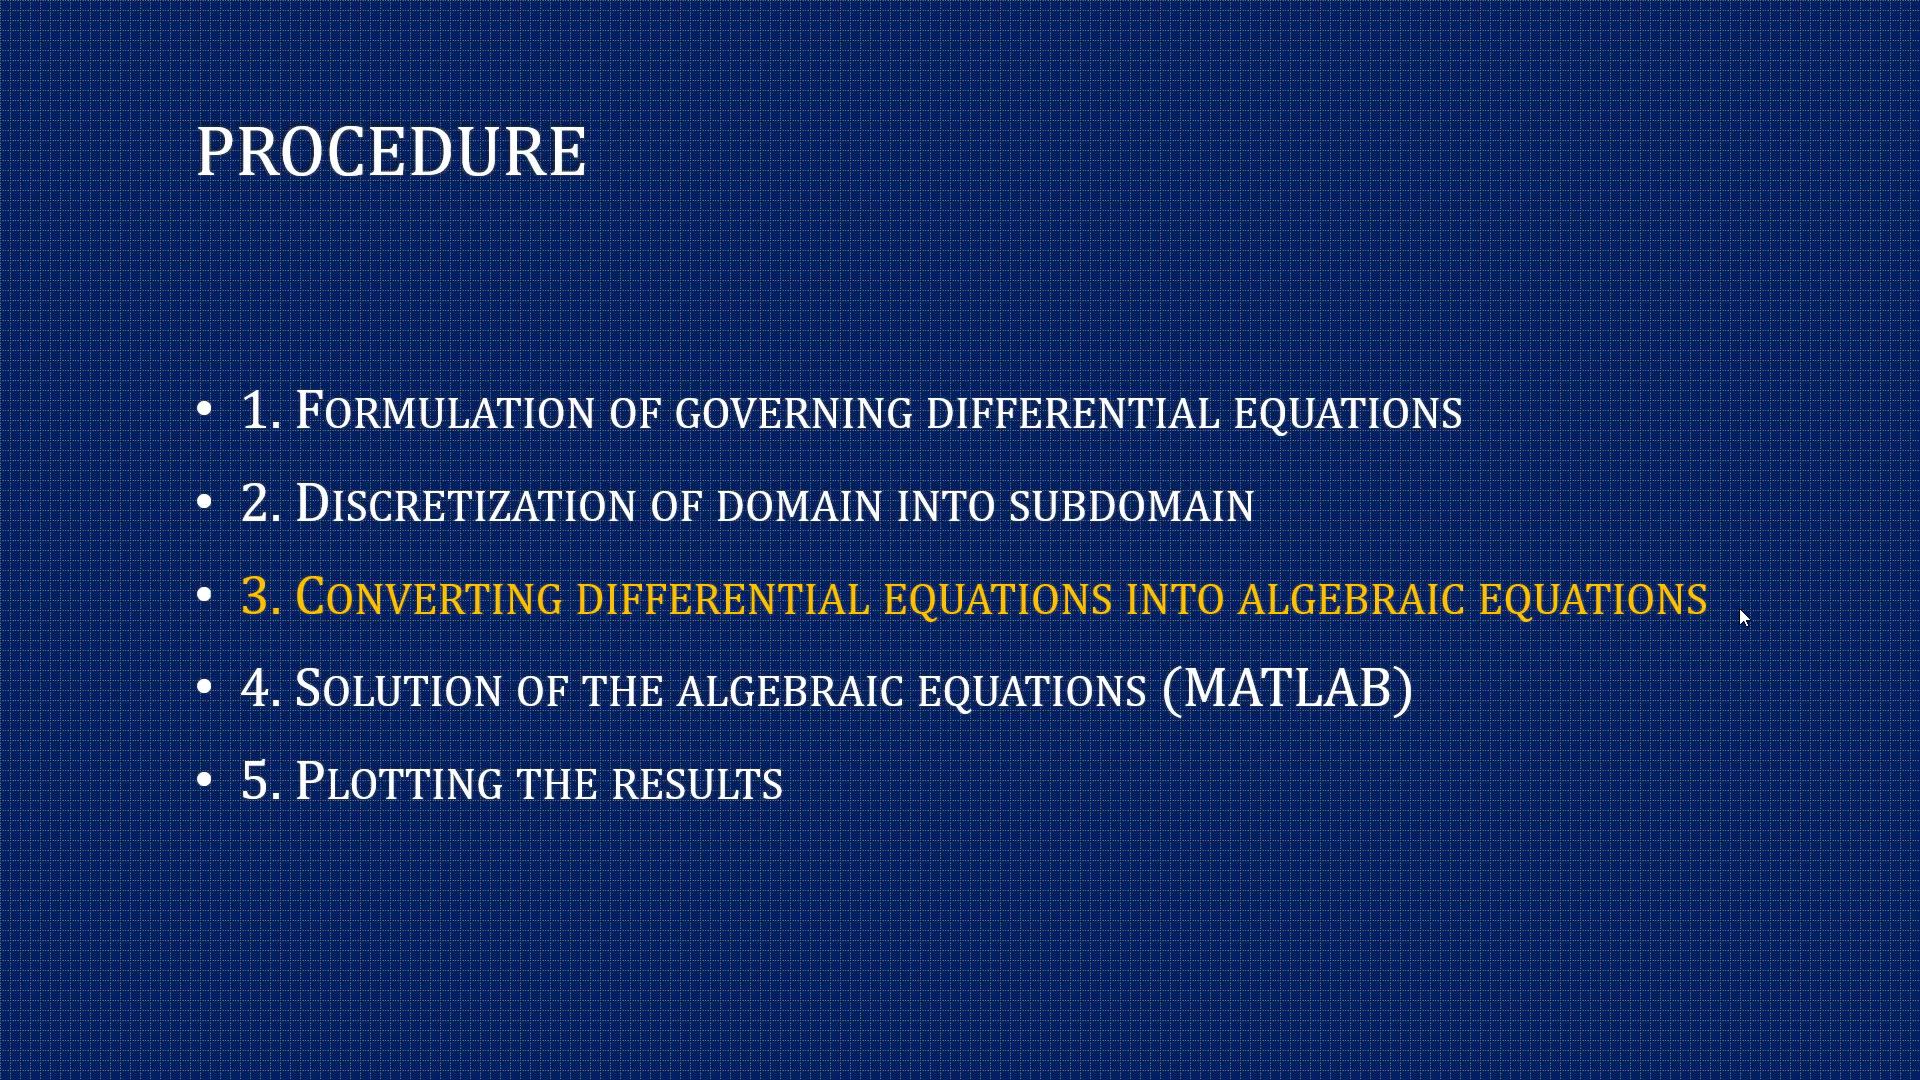 PROCEDURE
• 1. Formulation of governing differential equations
• 2. Discretization of domain into subdomain
• 3. Converting differential equations into algebraic equations
• 4. Solution of the algebraic equations (MATLAB)
• 5. Plotting the results